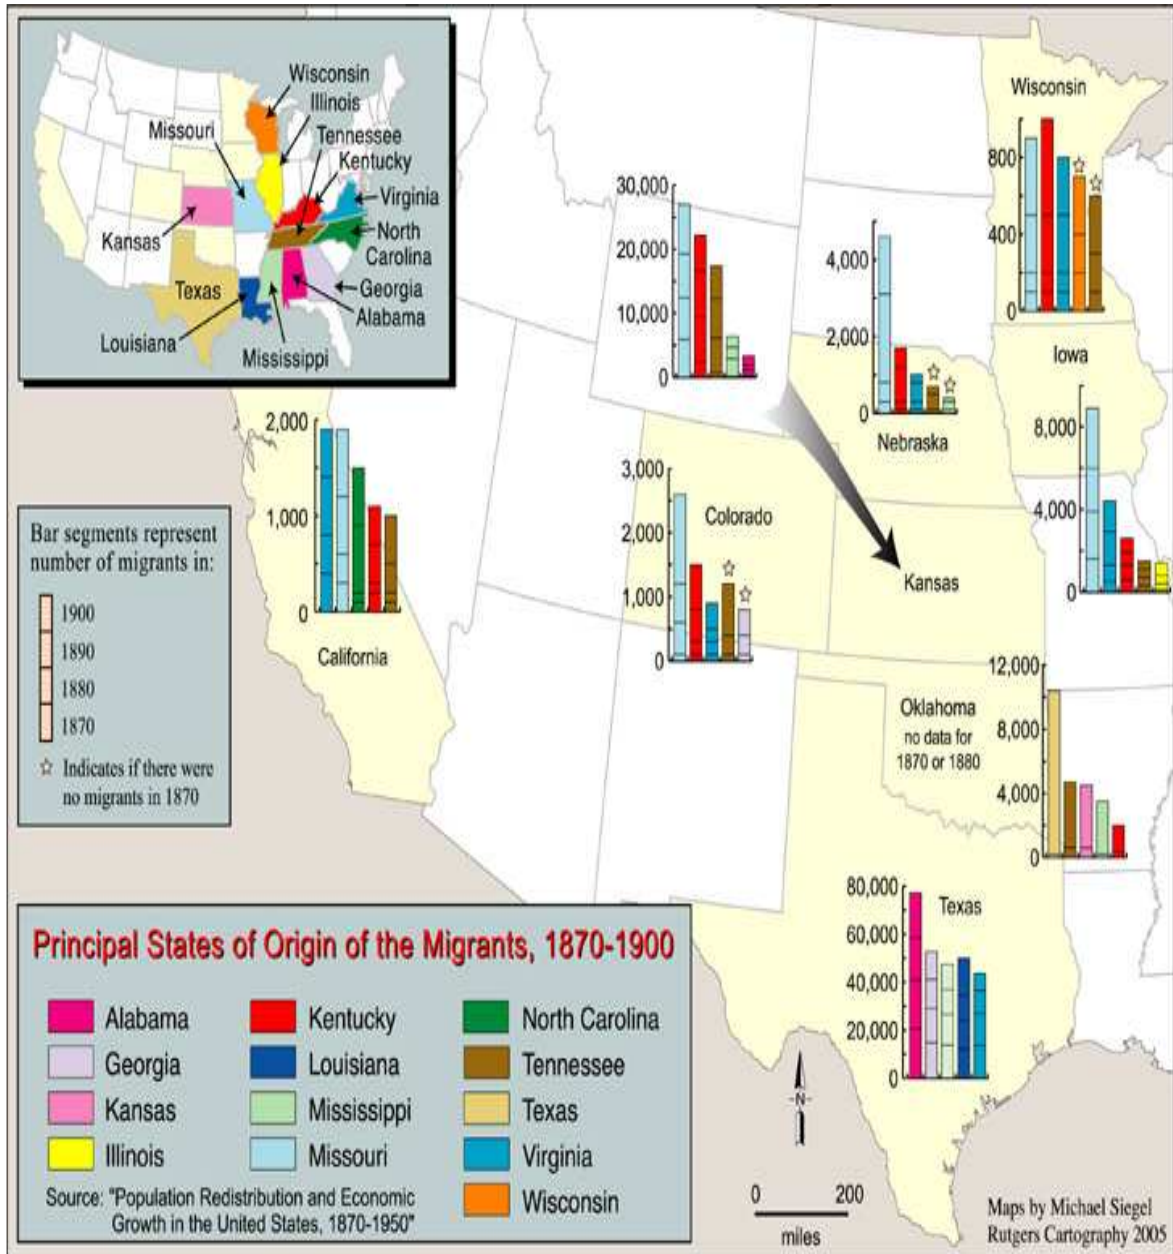 Wisconsin
Illinois
Missouri
Tennessee
Kentucky
Virginia
Kansas
North
Carolina
Texas
Georgia
Alabama
Louisiana
Mississippi
Wisconsin
800
400
0
30,000
20,000
10,000
0
4,000
2,000
0
Nebraska
Iowa
8,000
4,000
0
2,000
1,000
0
California
3,000
2,000
1,000
0
Colorado
Kansas
Bar segments represent
number of migrants in:
1900
1890
1880
1870
☆ Indicates if there were
no migrants in 1870
12,000
8,000
4,000
0
Oklahoma
no data for
1870 or 1880
80,000
60,000
40,000
20,000
0
Texas
Principal States of Origin of the Migrants, 1870-1900
Alabama
Kentucky
North Carolina
Georgia
Louisiana
Tennessee
Kansas
Mississippi
Texas
Illinois
Missouri
Virginia
Wisconsin
Source: "Population Redistribution and Economic
Growth in the United States, 1870-1950"
-N-
0 200
miles
Maps by Michael Siegel
Rutgers Cartography 2005